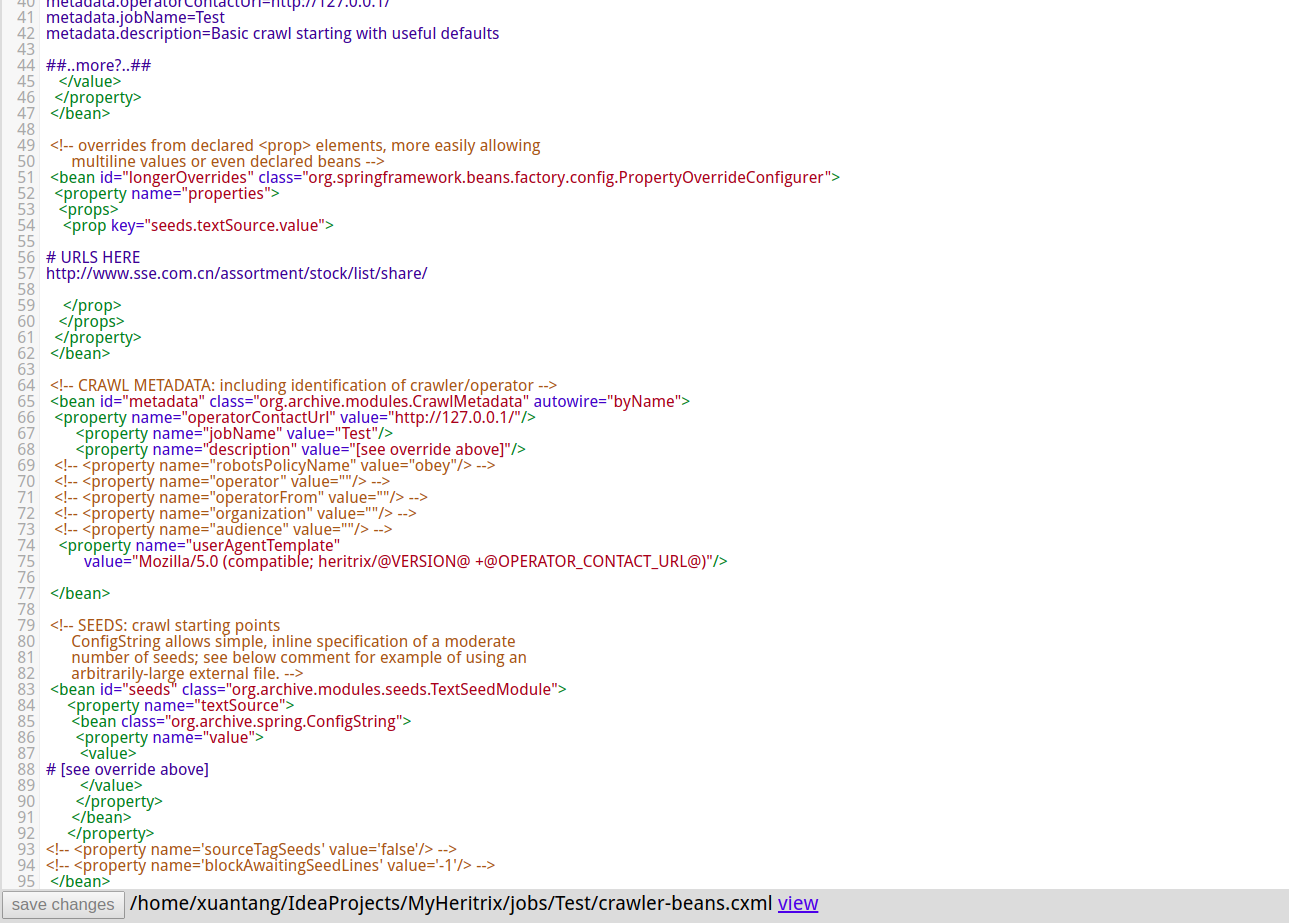 40 metadata.operatorContactUrl=http://127.0.0.1/
41 metadata.jobName=Test
42 metadata.description=Basic crawl starting with useful defaults
43
44 ##..more?..##
45 </value>
46 </property>
47 </bean>
48
49 <!-- overrides from declared <prop> elements, more easily allowing
50 multiline values or even declared beans -->
51 <bean id="longerOverrides" class="org.springframework.beans.factory.config.PropertyOverrideConfigurer">
52 <property name="properties">
53 <props>
54 <prop key="seeds.textSource.value">
55
56 # URLS HERE
57 http://www.sse.com.cn/assortment/stock/list/share/
58
59 </prop>
60 </props>
61 </property>
62 </bean>
63
64 <!-- CRAWL METADATA: including identification of crawler/operator -->
65 <bean id="metadata" class="org.archive.modules.CrawlMetadata" autowire="byName">
66 <property name="operatorContactUrl" value="http://127.0.0.1/"/>
67 <property name="jobName" value="Test"/>
68 <property name="description" value="[see override above]"/>
69 <!-- <property name="robotsPolicyName" value="obey"/> -->
70 <!-- <property name="operator" value=""/> -->
71 <!-- <property name="operatorFrom" value=""/> -->
72 <!-- <property name="organization" value=""/> -->
73 <!-- <property name="audience" value=""/> -->
74 <property name="userAgentTemplate"
75 value="Mozilla/5.0 (compatible; heritrix/@VERSION@ +@OPERATOR_CONTACT_URL@)"/>
76
77 </bean>
78
79 <!-- SEEDS: crawl starting points
80 ConfigString allows simple, inline specification of a moderate
81 number of seeds; see below comment for example of using an
82 arbitrarily-large external file. -->
83 <bean id="seeds" class="org.archive.modules.seeds.TextSeedModule">
84 <property name="textSource">
85 <bean class="org.archive.spring.ConfigString">
86 <property name="value">
87 <value>
88 # [see override above]
89 </value>
90 </property>
91 </bean>
92 </property>
93 <!-- <property name='sourceTagSeeds' value='false'/> -->
94 <!-- <property name='blockAwaitingSeedLines' value='-1'/> -->
95 </bean>
save changes /home/xuantang/IdeaProjects/MyHeritrix/jobs/Test/crawler-beans.cxml view